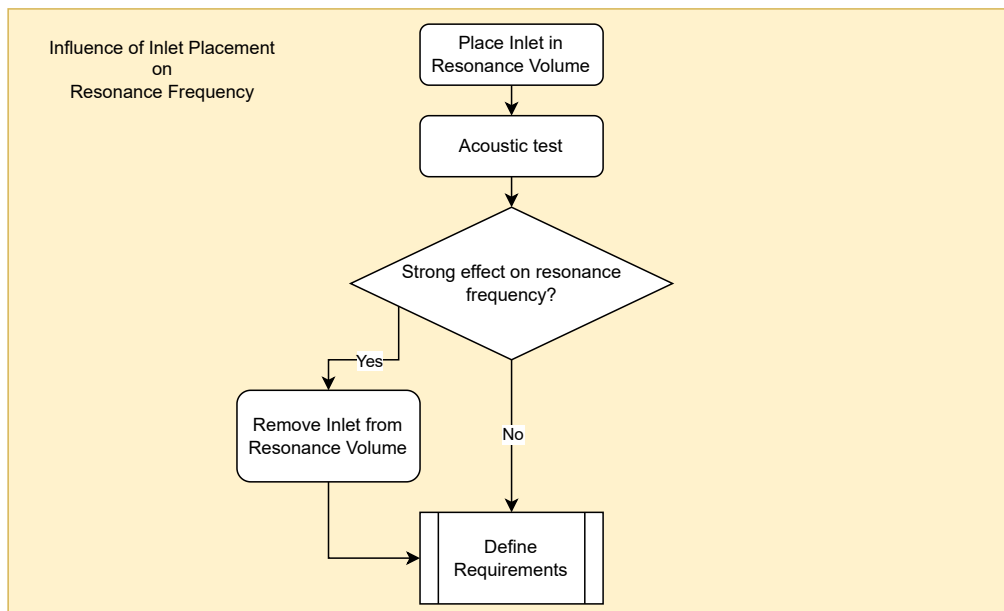 Influence of Inlet Placement
on
Resonance Frequency
Place Inlet in
Resonance Volume
Acoustic test
Strong effect on resonance
frequency?
Yes
Remove Inlet from
Resonance Volume
No
Define
Requirements